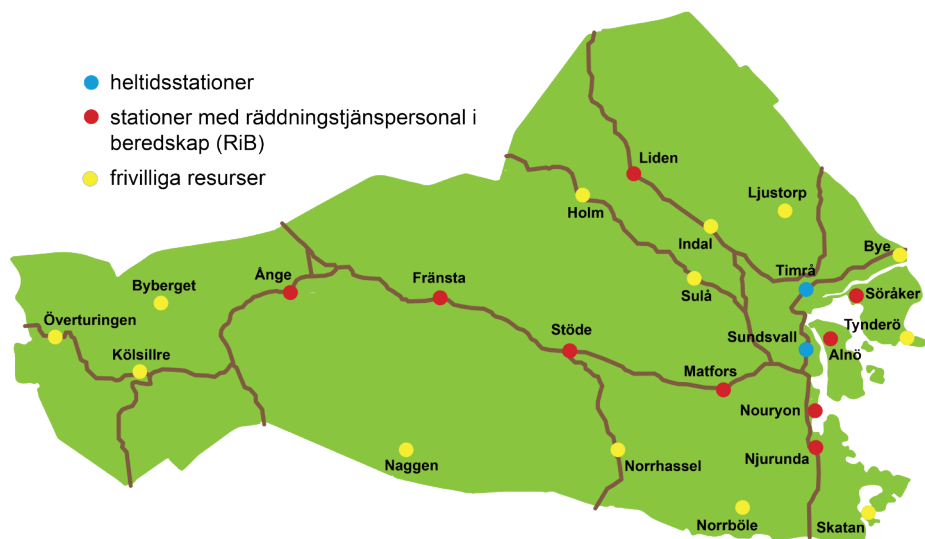 heltidsstationer
stationer med räddningstjänspersonal i
beredskap (RiB)
frivilliga resurser
Liden
Ljustorp
Holm
Indal
Bye
Timrå
Ånge
Fränsta
Byberget
Sulå
Söråker
Överturingen
Tynderö
Stöde
Sundsvall
Alnö
Kölsillre
Matfors
Nouryon
Naggen
Norrhassel
Njurunda
Norrböle
Skatan